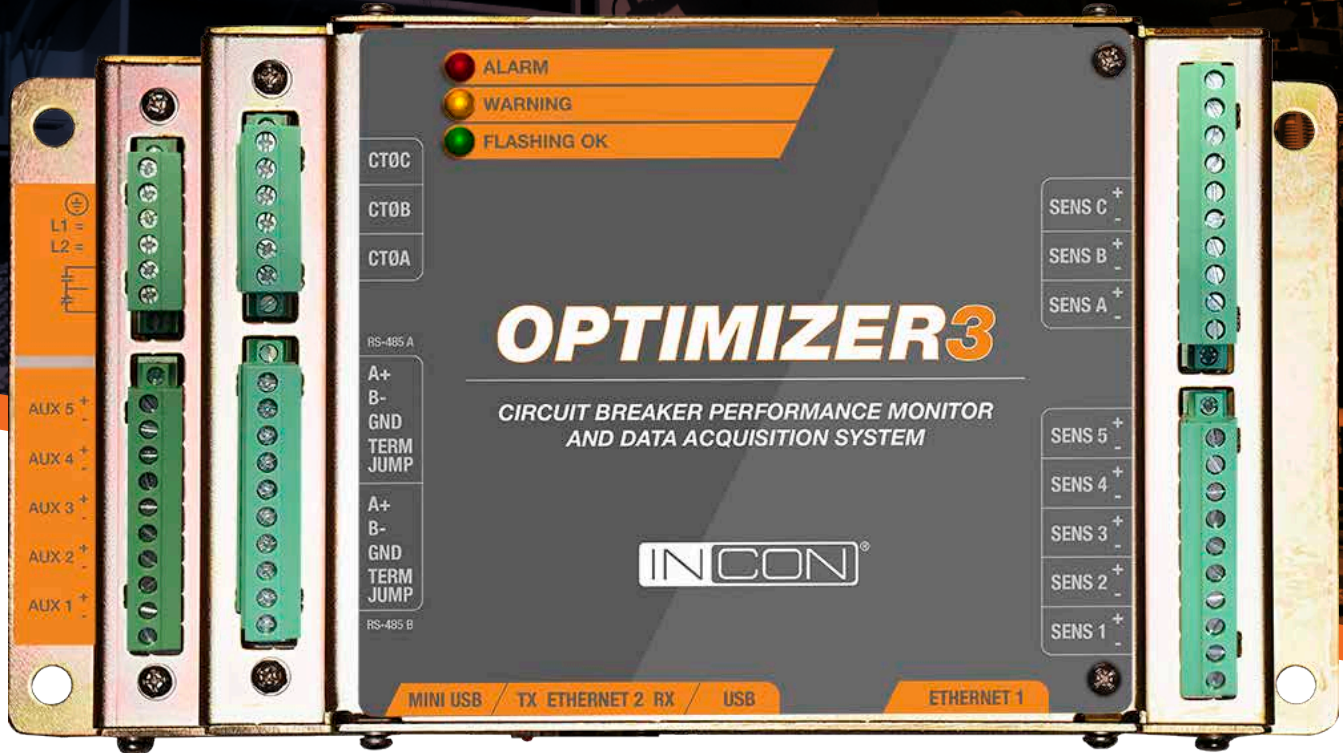 ALARM
WARNING
FLASHING OK
L1 =
L2 =
AUX 5 + -
AUX 4 + -
AUX 3 + -
AUX 2 + -
AUX 1 + -
CTØC
CTØB
CTØA
RS-485 A
A+
B-
GND
TERM
JUMP
A+
B-
GND
TERM
JUMP
RS-485 B
OPTIMIZER3
CIRCUIT BREAKER PERFORMANCE MONITOR
AND DATA ACQUISITION SYSTEM
INCON®
SENS C + -
SENS B + -
SENS A + -
SENS 5 + -
SENS 4 + -
SENS 3 + -
SENS 2 + -
SENS 1 + -
MINI USB / TX ETHERNET 2 RX / USB
ETHERNET 1